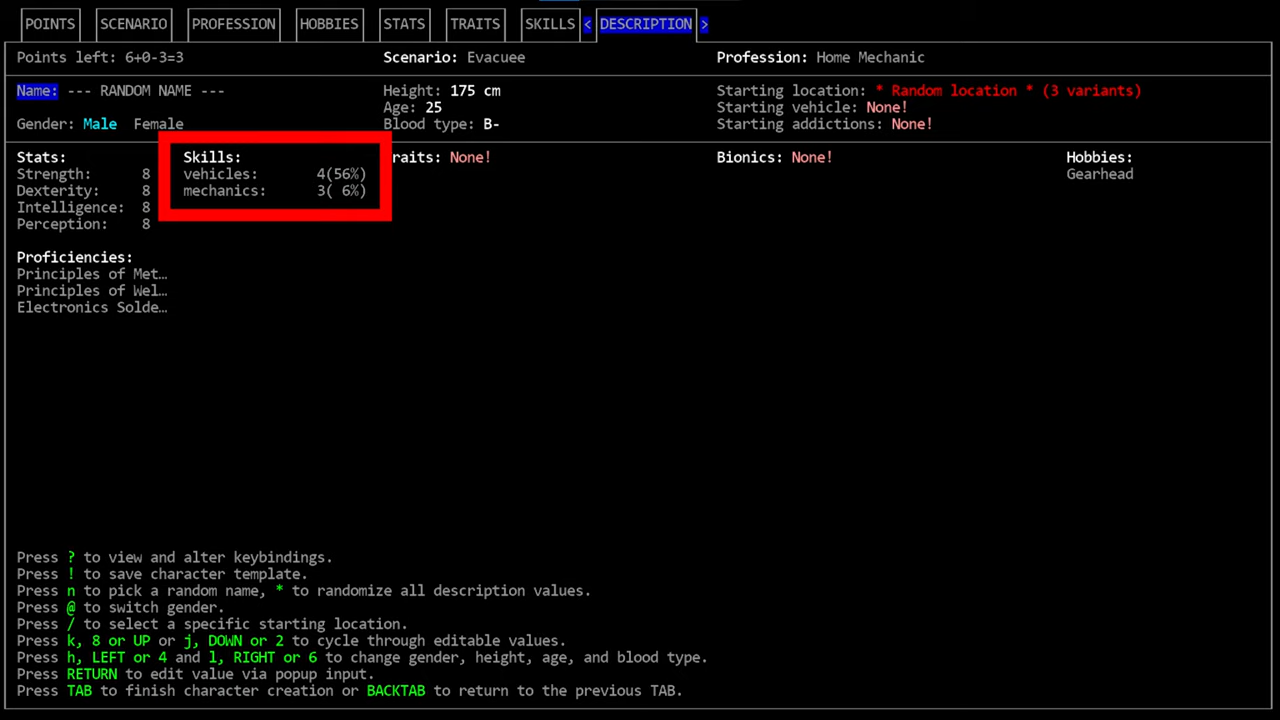 POINTS SCENARIO PROFESSION HOBBIES STATS TRAITS SKILLS < DESCRIPTION >
Points left: 6+0-3=3 Scenario: Evacuee Profession: Home Mechanic
Name: --- RANDOM NAME --- Height: 175 cm Starting location: * Random location * (3 variants)
Age: 25 Starting vehicle: None!
Gender: Male Female Blood type: B- Starting addictions: None!
Stats: Skills: raits: None! Bionics: None! Hobbies:
Strength: 8 vehicles: 4(56%) Gearhead
Dexterity: 8 mechanics: 3( 6%)
Intelligence: 8
Perception: 8
Proficiencies:
Principles of Met…
Principles of Wel…
Electronics Solde…
Press ? to view and alter keybindings.
Press ! to save character template.
Press n to pick a random name, * to randomize all description values.
Press @ to switch gender.
Press / to select a specific starting location.
Press k, 8 or UP or j, DOWN or 2 to cycle through editable values.
Press h, LEFT or 4 and l, RIGHT or 6 to change gender, height, age, and blood type.
Press RETURN to edit value via popup input.
Press TAB to finish character creation or BACKTAB to return to the previous TAB.